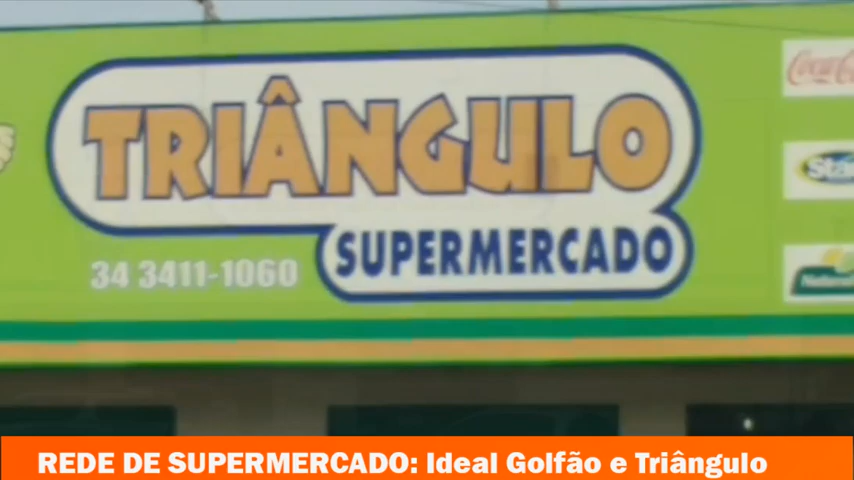 TRIÂNGULO
SUPERMERCADO
34 3411-1060
REDE DE SUPERMERCADO: Ideal Golfão e Triângulo